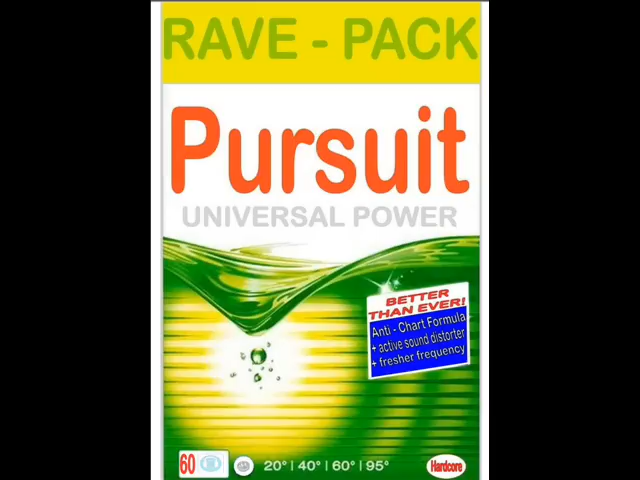 RAVE - PACK
Pursuit
UNIVERSAL POWER
BETTER
THAN EVER!
Anti - Chart Formula
+ active sound distorter
+ fresher frequency
60
20° | 40° | 60° | 95°
Hardcore